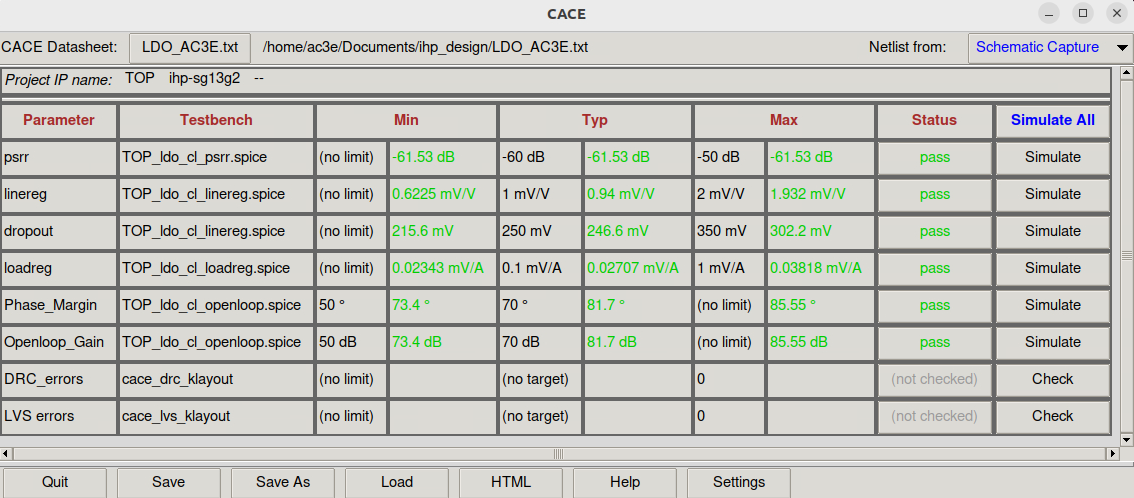 CACE
CACE Datasheet: LDO_AC3E.txt /home/ac3e/Documents/ihp_design/LDO_AC3E.txt Netlist from: Schematic Capture
Project IP name: TOP ihp-sg13g2 --
Parameter Testbench Min Typ Max Status Simulate All
psrr TOP_ldo_cl_psrr.spice (no limit) -61.53 dB -60 dB -61.53 dB -50 dB -61.53 dB pass Simulate
linereg TOP_ldo_cl_linereg.spice (no limit) 0.6225 mV/V 1 mV/V 0.94 mV/V 2 mV/V 1.932 mV/V pass Simulate
dropout TOP_ldo_cl_linereg.spice (no limit) 215.6 mV 250 mV 246.6 mV 350 mV 302.2 mV pass Simulate
loadreg TOP_ldo_cl_loadreg.spice (no limit) 0.02343 mV/A 0.1 mV/A 0.02707 mV/A 1 mV/A 0.03818 mV/A pass Simulate
Phase_Margin TOP_ldo_cl_openloop.spice 50 ° 73.4 ° 70 ° 81.7 ° (no limit) 85.55 ° pass Simulate
Openloop_Gain TOP_ldo_cl_openloop.spice 50 dB 73.4 dB 70 dB 81.7 dB (no limit) 85.55 dB pass Simulate
DRC_errors cace_drc_klayout (no limit) (no target) 0 (not checked) Check
LVS errors cace_lvs_klayout (no limit) (no target) 0 (not checked) Check
Quit Save Save As Load HTML Help Settings